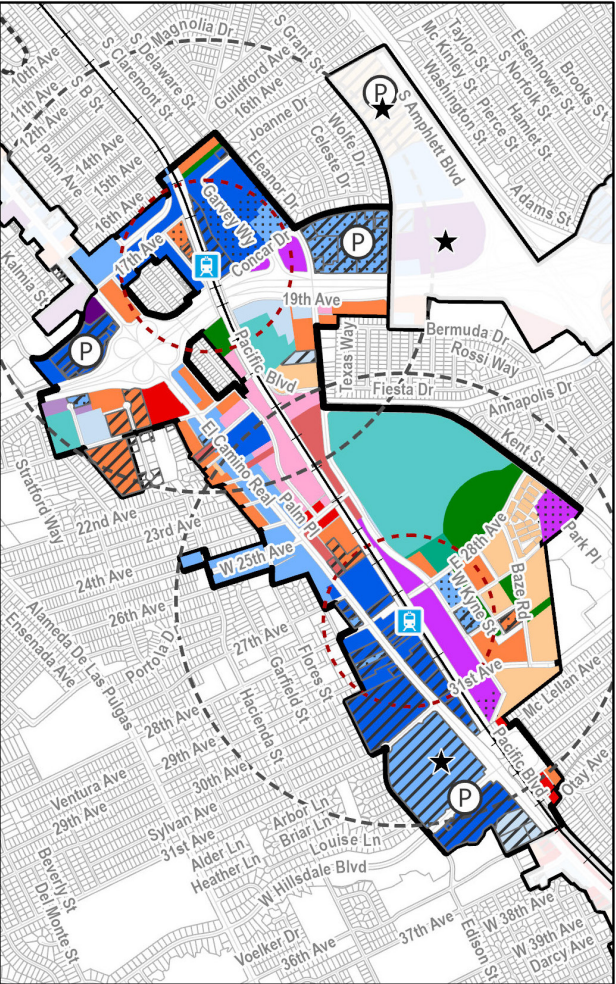 Magnolia Dr
S Grant St
Taylor St
Eisenhower St
Brooks St
10th Ave
S Delaware St
Mc Kinley St
S Norfolk St
11th Ave
S Claremont St
Guildford Ave
Washington St
Pierce St
Hamlet St
12th Ave
S B St
16th Ave
P
S Amphlett Blvd
Palm Ave
14th Ave
Joanne Dr
Wolfe Dr
Celeste Dr
15th Ave
Eleanor Dr
Adams St
16th Ave
Garvey Wy
17th Ave
Concar Dr
P
Kalmia St
19th Ave
Bermuda Dr
Pacific Blvd
Texas Way
Rossi Way
P
Fiesta Dr
Annapolis Dr
El Camino Real
Kent St
Stratford Way
22nd Ave
23rd Ave
Palm Pl
Park Pl
24th Ave
W 25th Ave
E 28th Ave
Baze Rd
26th Ave
W Kyne St
Alameda De Las Pulgas
Ensenada Ave
Portola D
27th Ave
Flores St
31st Ave
Garfield St
Mc Lellan Ave
28th Ave
Hacienda St
29th Ave
Pacific Blvd
Otay Ave
Ventura Ave
30th Ave
P
29th Ave
Arbor Ln
Sylvan Ave
Briar Ln
31st Ave
Louise Ln
Alder Ln
Heather Ln
W Hillsdale Blvd
Beverly St
Del Monte St
W 38th Ave
37th Ave
Voelker Dr
Edison St
W 39th Ave
36th Ave
Darcy Ave